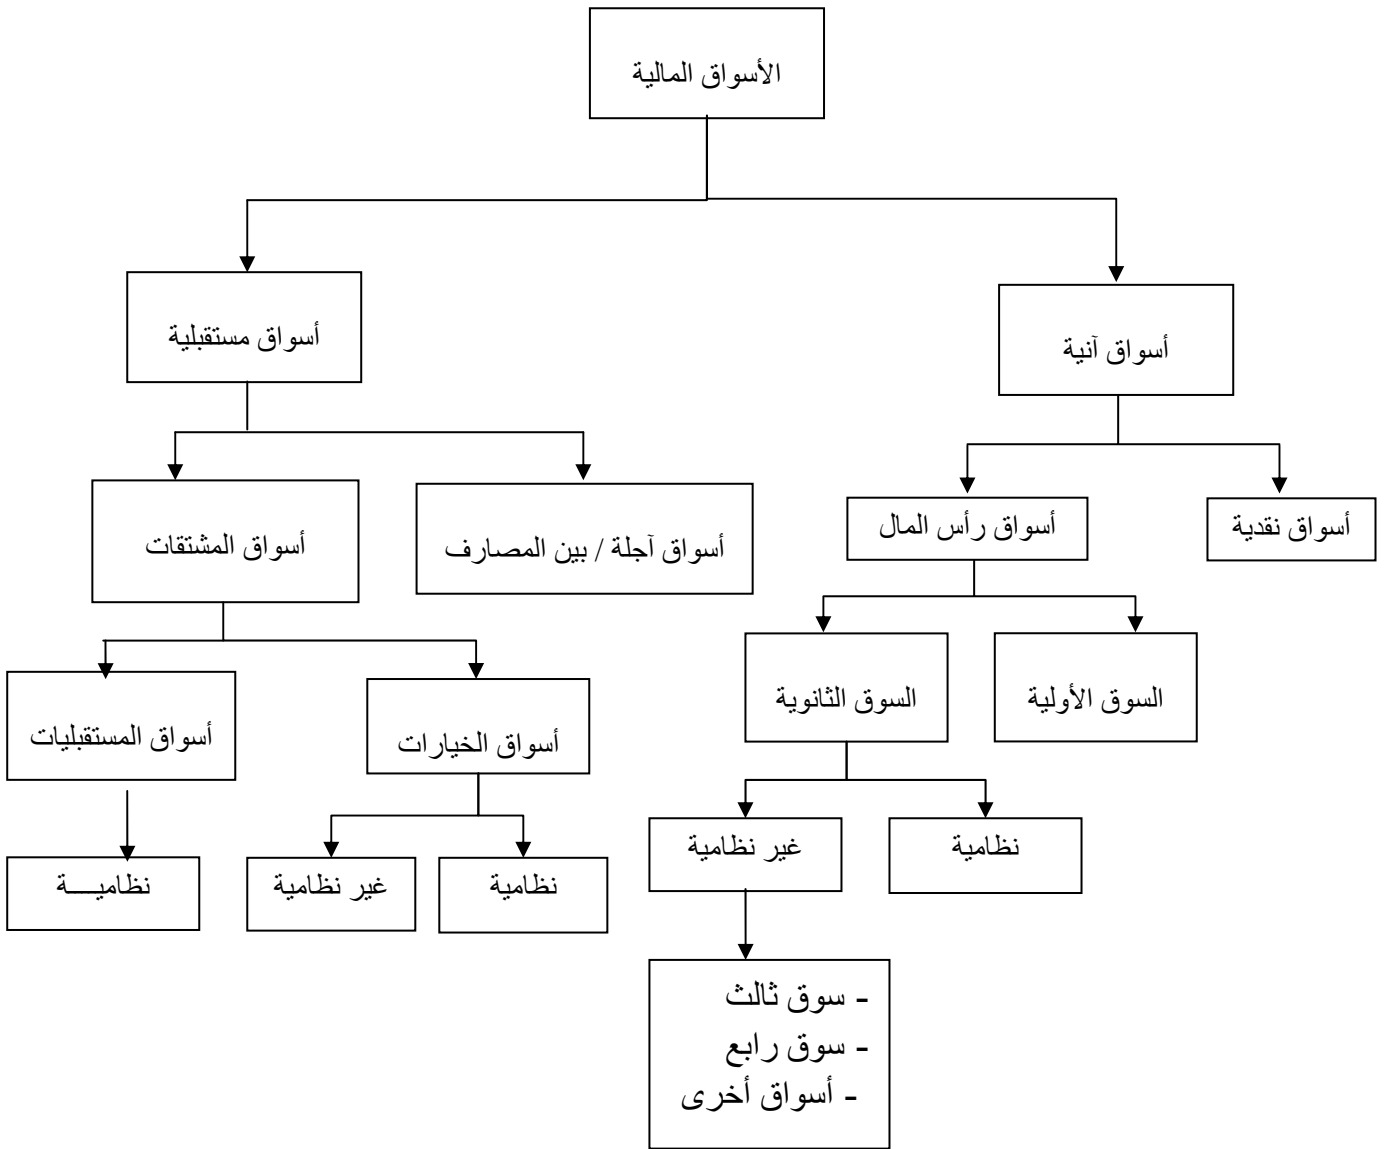 الأسواق المالية
أسواق آنية
أسواق مستقبلية
أسواق نقدية
أسواق رأس المال
أسواق آجلة / بين المصارف
أسواق المشتقات
السوق الأولية
السوق الثانوية
أسواق الخيارات
أسواق المستقبليات
نظامية
غير نظامية
نظامية
غير نظامية
نظاميـــــة
- سوق ثالث
- سوق رابع
- أسواق أخرى